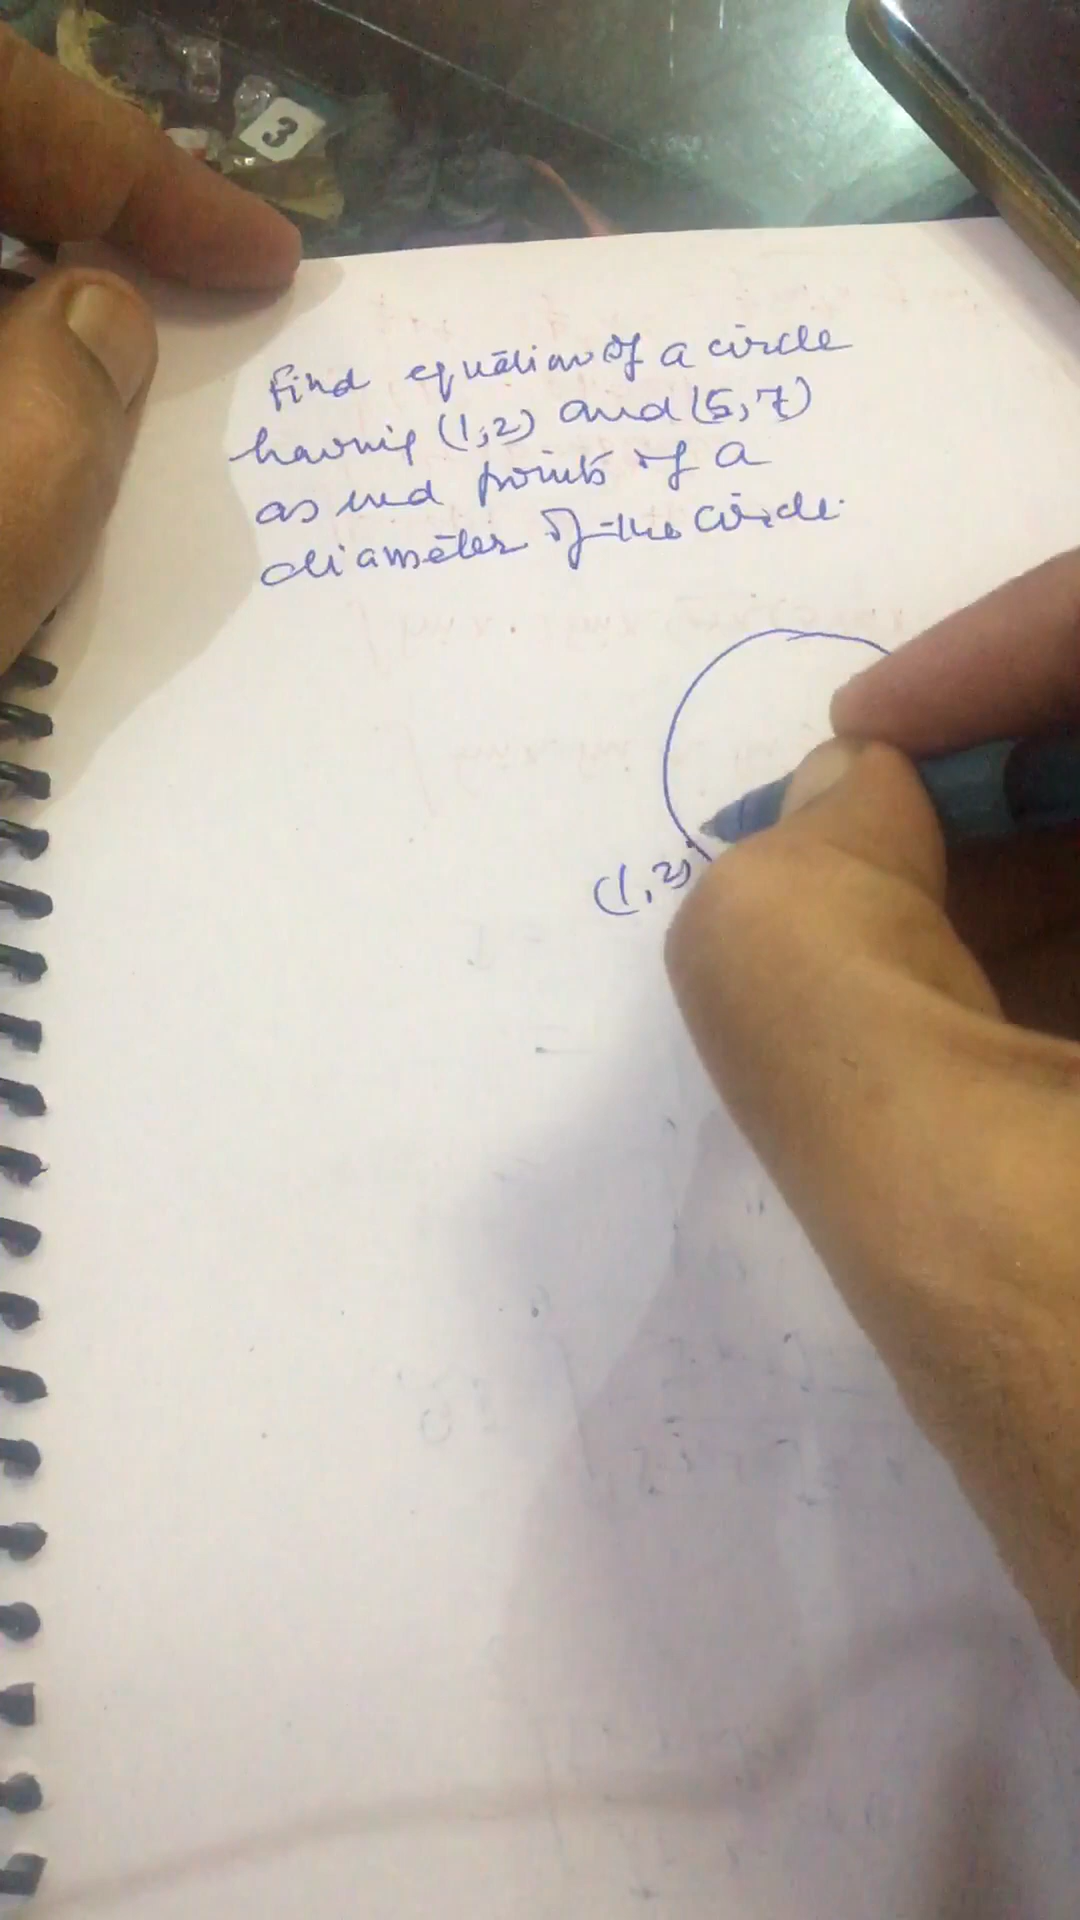 3
Find equation of a circle
having (1,2) and (5,7)
as end points of a
diameter of the circle.
(1,2)